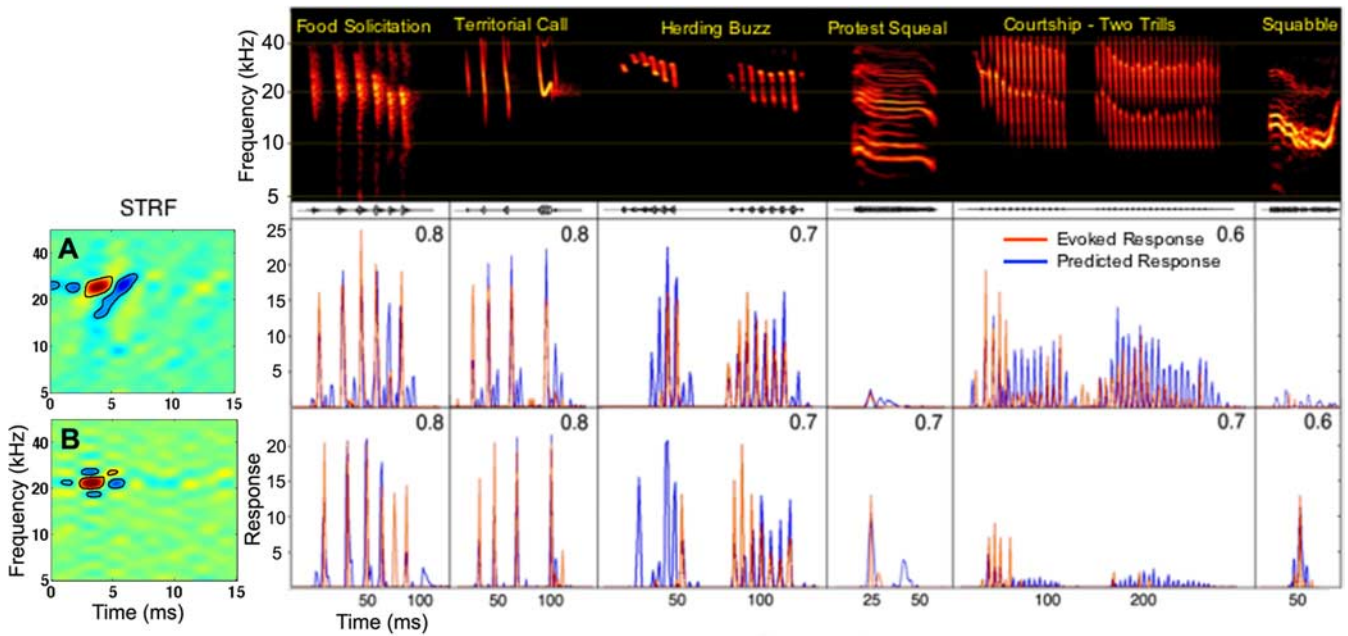 Food Solicitation Territorial Call Herding Buzz Protest Squeal Courtship - Two Trills Squabble
Frequency (kHz)
40
20
10
5
STRF
A
40
20
10
5
0 5 10 15
25
20
15
10
5
0.8 0.8 0.7 0.6
Evoked Response
Predicted Response
B
Frequency (kHz)
40
20
10
5
0 5 10 15
Time (ms)
Response
20
15
10
5
0.8 0.8 0.7 0.7 0.7 0.6
50 100 50 100 50 100 25 50 100 200 50
Time (ms)